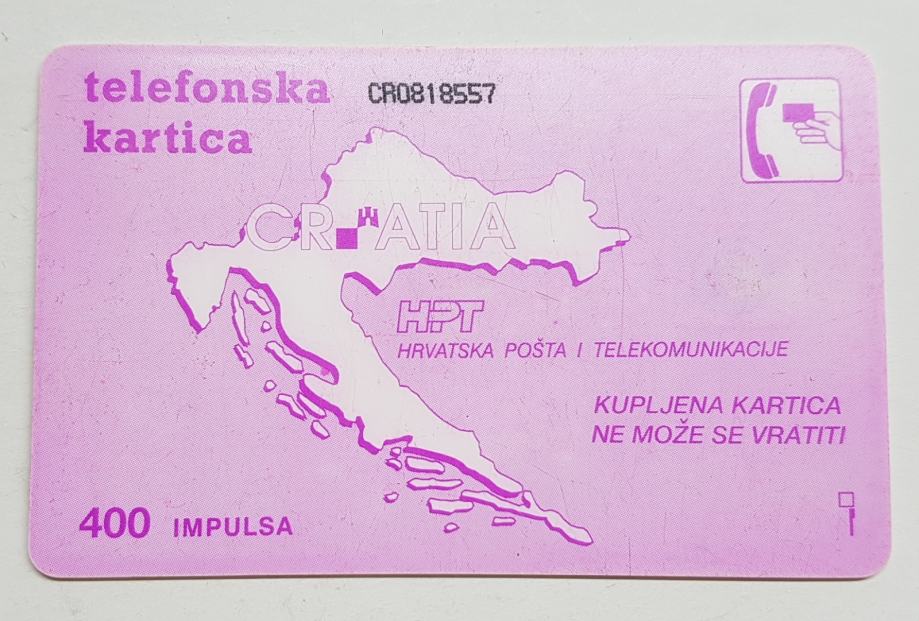 telefonska
kartica
CR0818557
CROATIA
HPT
HRVATSKA POŠTA I TELEKOMUNIKACIJE
KUPLJENA KARTICA
NE MOŽE SE VRATITI
400 IMPULSA